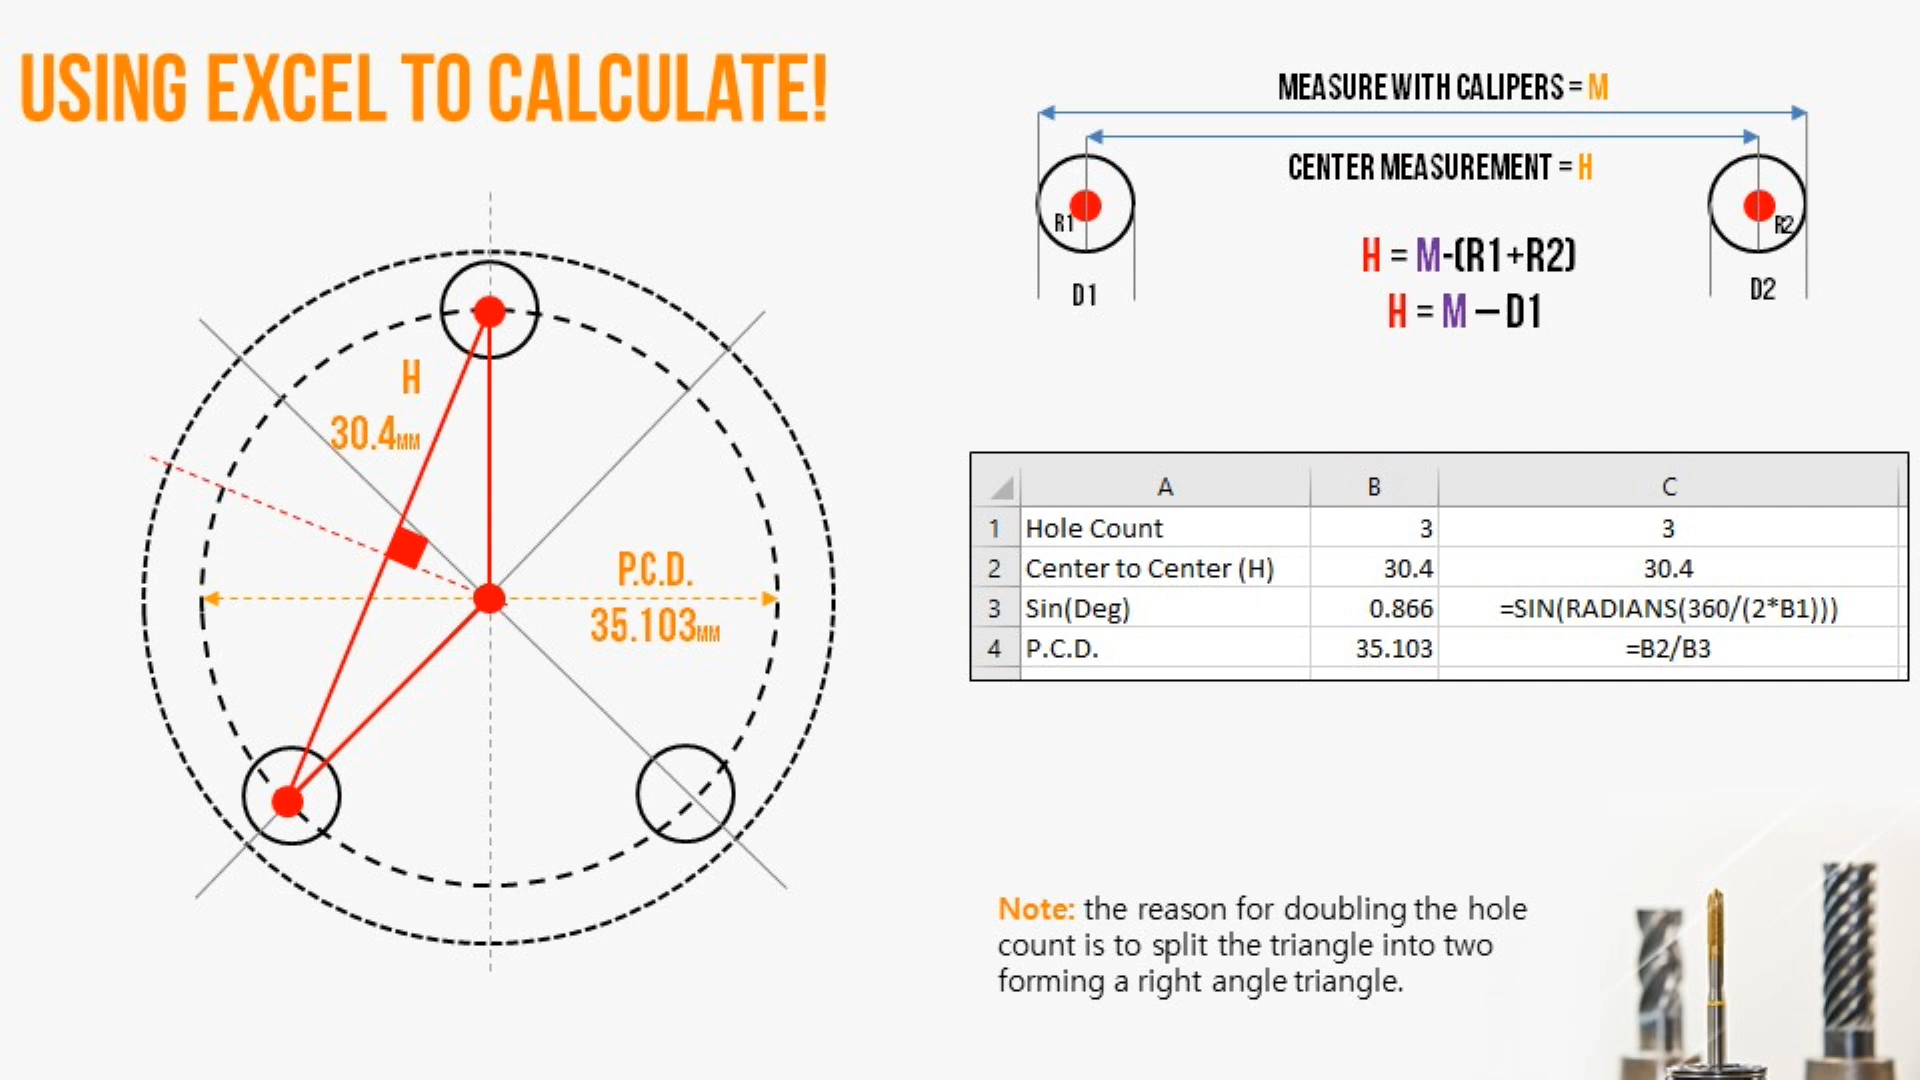 USING EXCEL TO CALCULATE!
MEASURE WITH CALIPERS = M
CENTER MEASUREMENT = H
R1
R2
H = M-(R1+R2)
H = M – D1
D1
D2
H
30.4MM
P.C.D.
35.103MM
A B C
1 Hole Count 3 3
2 Center to Center (H) 30.4 30.4
3 Sin(Deg) 0.866 =SIN(RADIANS(360/(2*B1)))
4 P.C.D. 35.103 =B2/B3
Note: the reason for doubling the hole
count is to split the triangle into two
forming a right angle triangle.